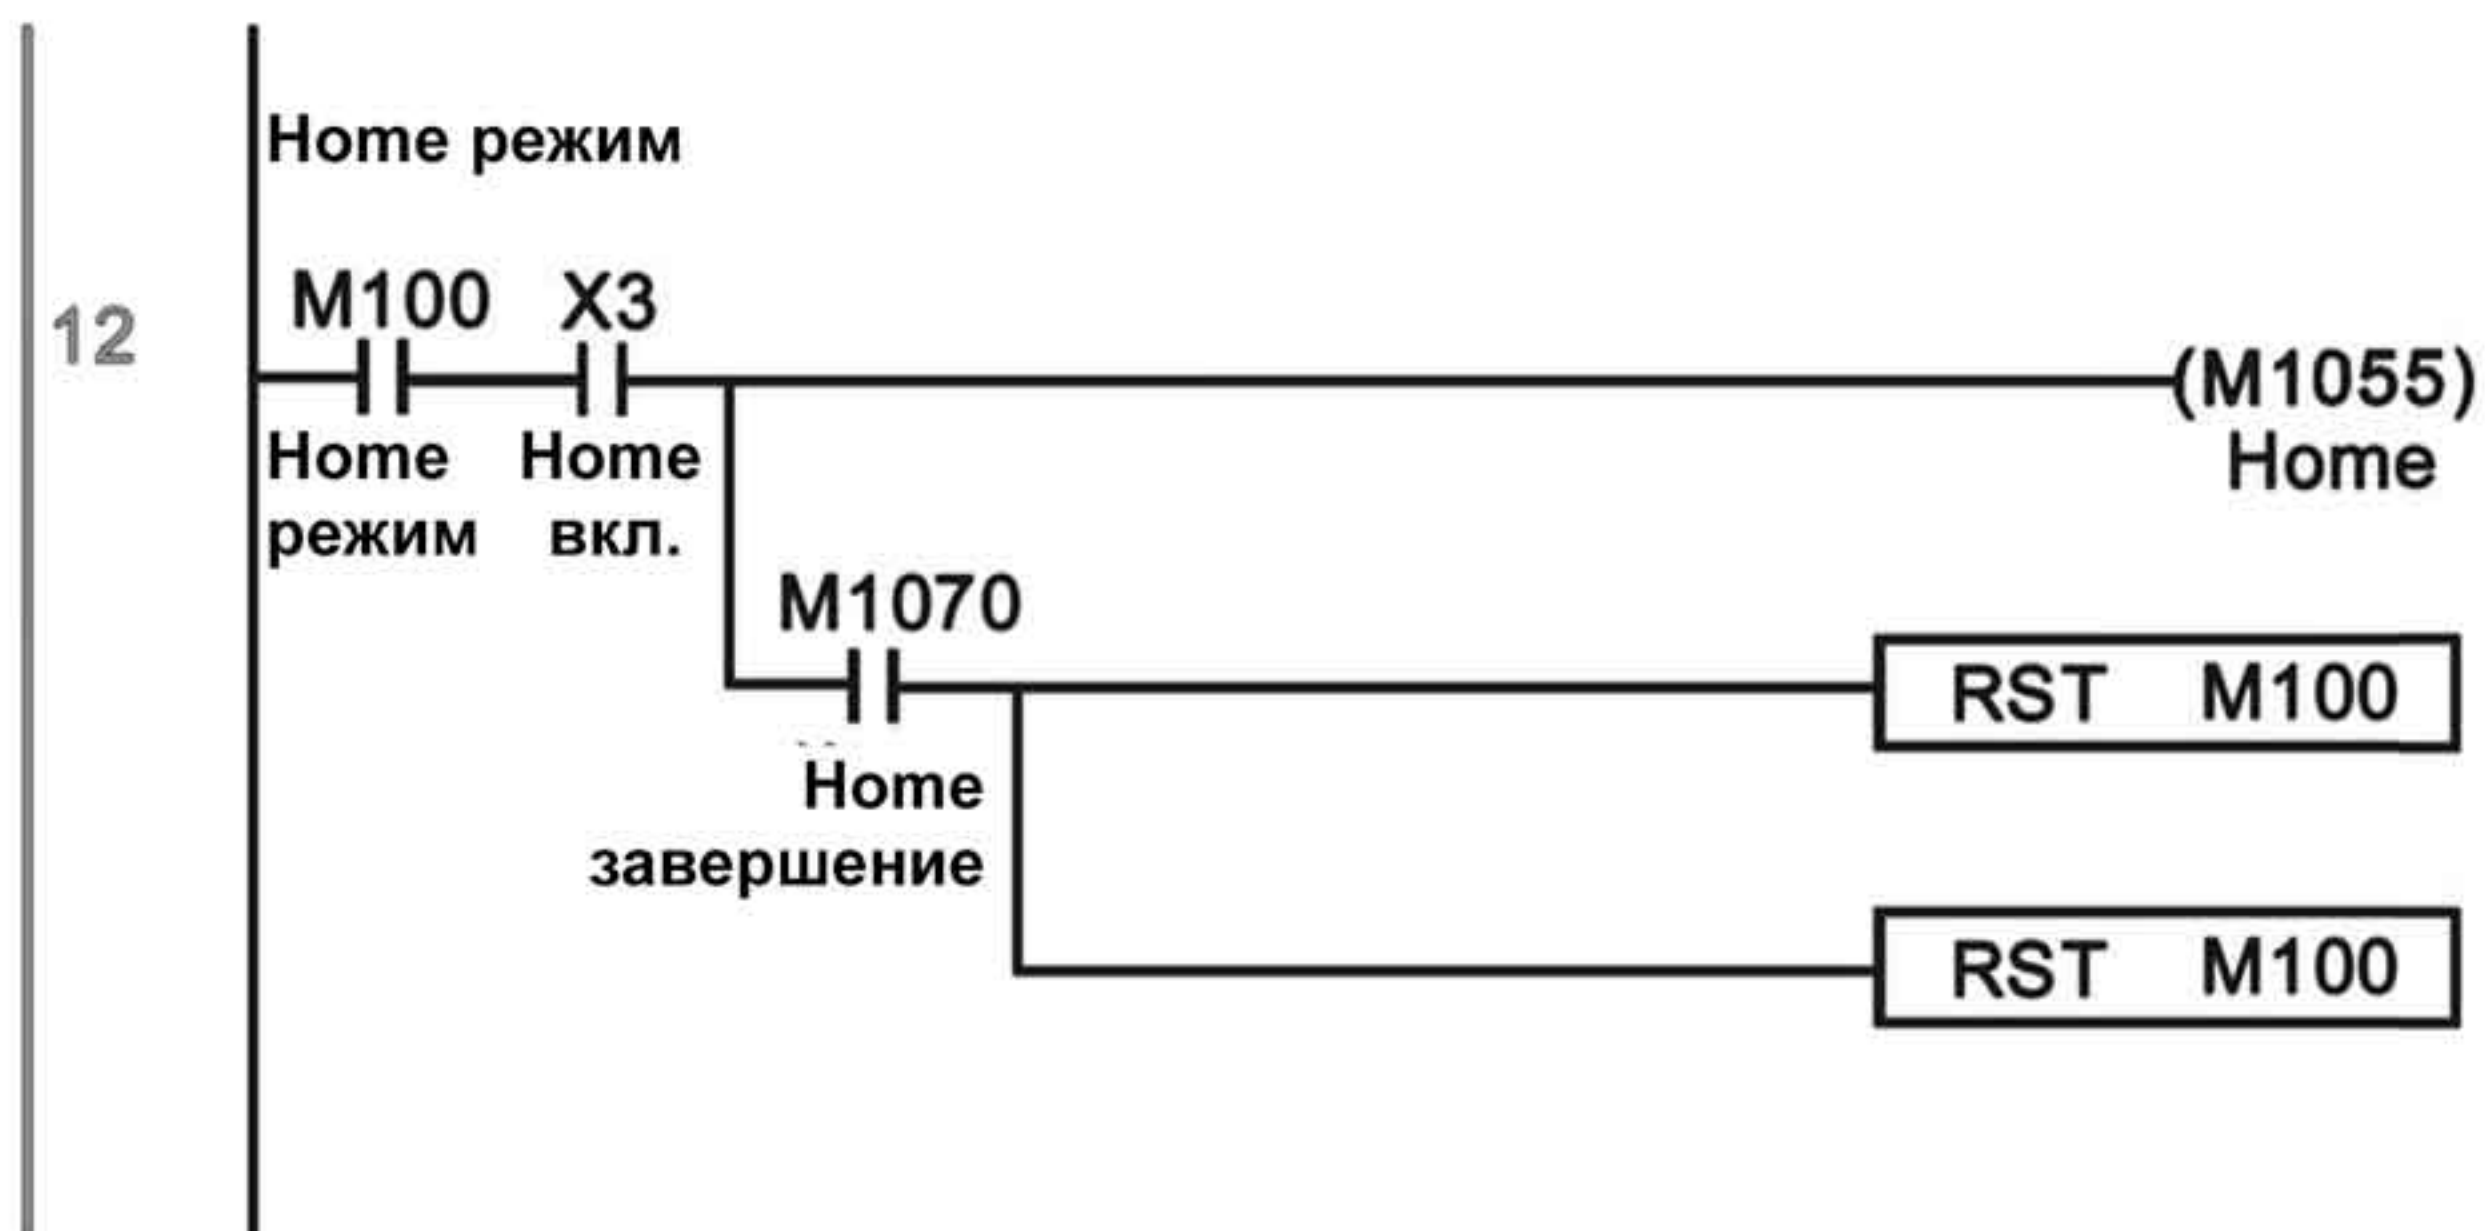 Home режим
M100 X3
12
(M1055)
Home Home
Home
режим вкл.
M1070
RST M100
Home
завершение
RST M100